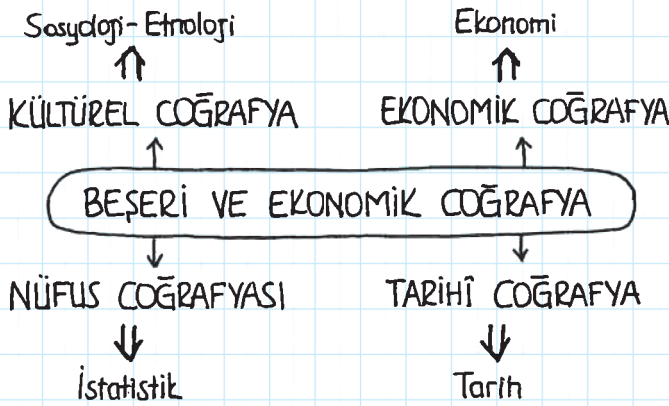 Sosyoloji-Etnoloji
Ekonomi
KÜLTÜREL COĞRAFYA
EKONOMİK COĞRAFYA
BEŞERİ VE EKONOMİK COĞRAFYA
NÜFUS COĞRAFYASI
TARİHÎ COĞRAFYA
İstatistik
Tarih